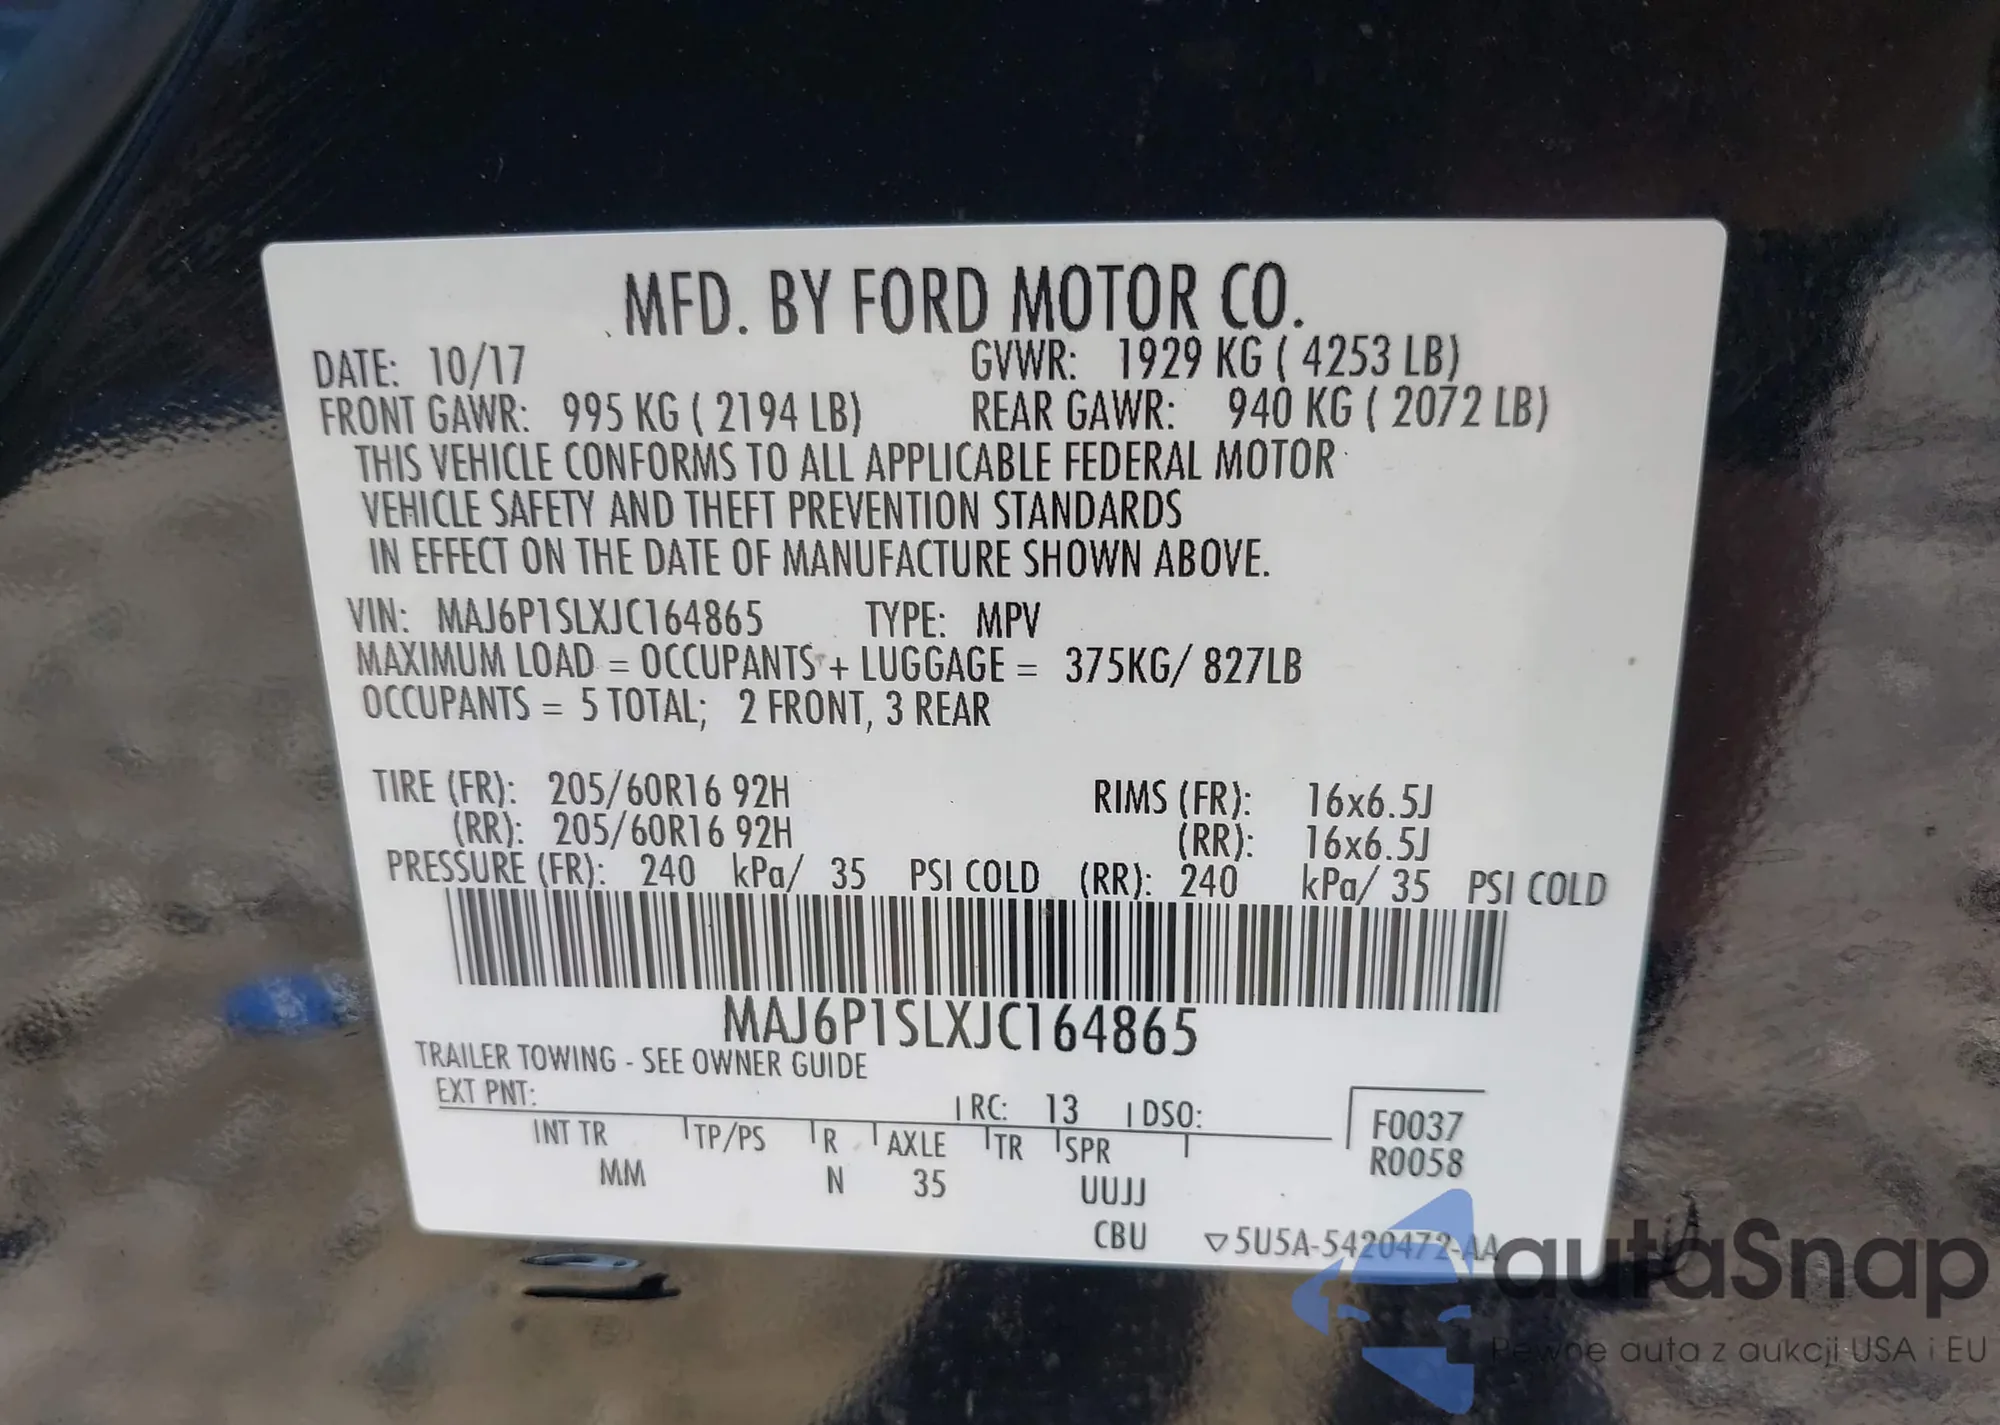 MFD. BY FORD MOTOR CO.
DATE: 10/17 GVWR: 1929 KG ( 4253 LB)
FRONT GAWR: 995 KG ( 2194 LB) REAR GAWR: 940 KG ( 2072 LB)
THIS VEHICLE CONFORMS TO ALL APPLICABLE FEDERAL MOTOR
VEHICLE SAFETY AND THEFT PREVENTION STANDARDS
IN EFFECT ON THE DATE OF MANUFACTURE SHOWN ABOVE.
VIN: MAJ6P1SLXJC164865 TYPE: MPV
MAXIMUM LOAD = OCCUPANTS + LUGGAGE = 375KG/ 827LB
OCCUPANTS = 5 TOTAL; 2 FRONT, 3 REAR
TIRE (FR): 205/60R16 92H RIMS (FR): 16x6.5J
(RR): 205/60R16 92H (RR): 16x6.5J
PRESSURE (FR): 240 kPa/ 35 PSI COLD (RR): 240 kPa/ 35 PSI COLD
MAJ6P1SLXJC164865
TRAILER TOWING - SEE OWNER GUIDE
EXT PNT: RC: 13 DSO: F0037
INT TR TP/PS R AXLE TR SPR R0058
MM N 35 UUJJ
CBU ▽5U5A-5420472-AA
autaSnap
Pewne auta z aukcji USA i EU